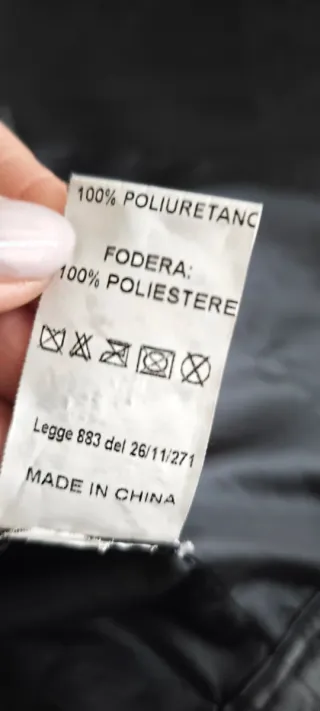 100% POLIURETANO
FODERA:
100% POLIESTERE
Legge 883 del 26/11/271
MADE IN CHINA